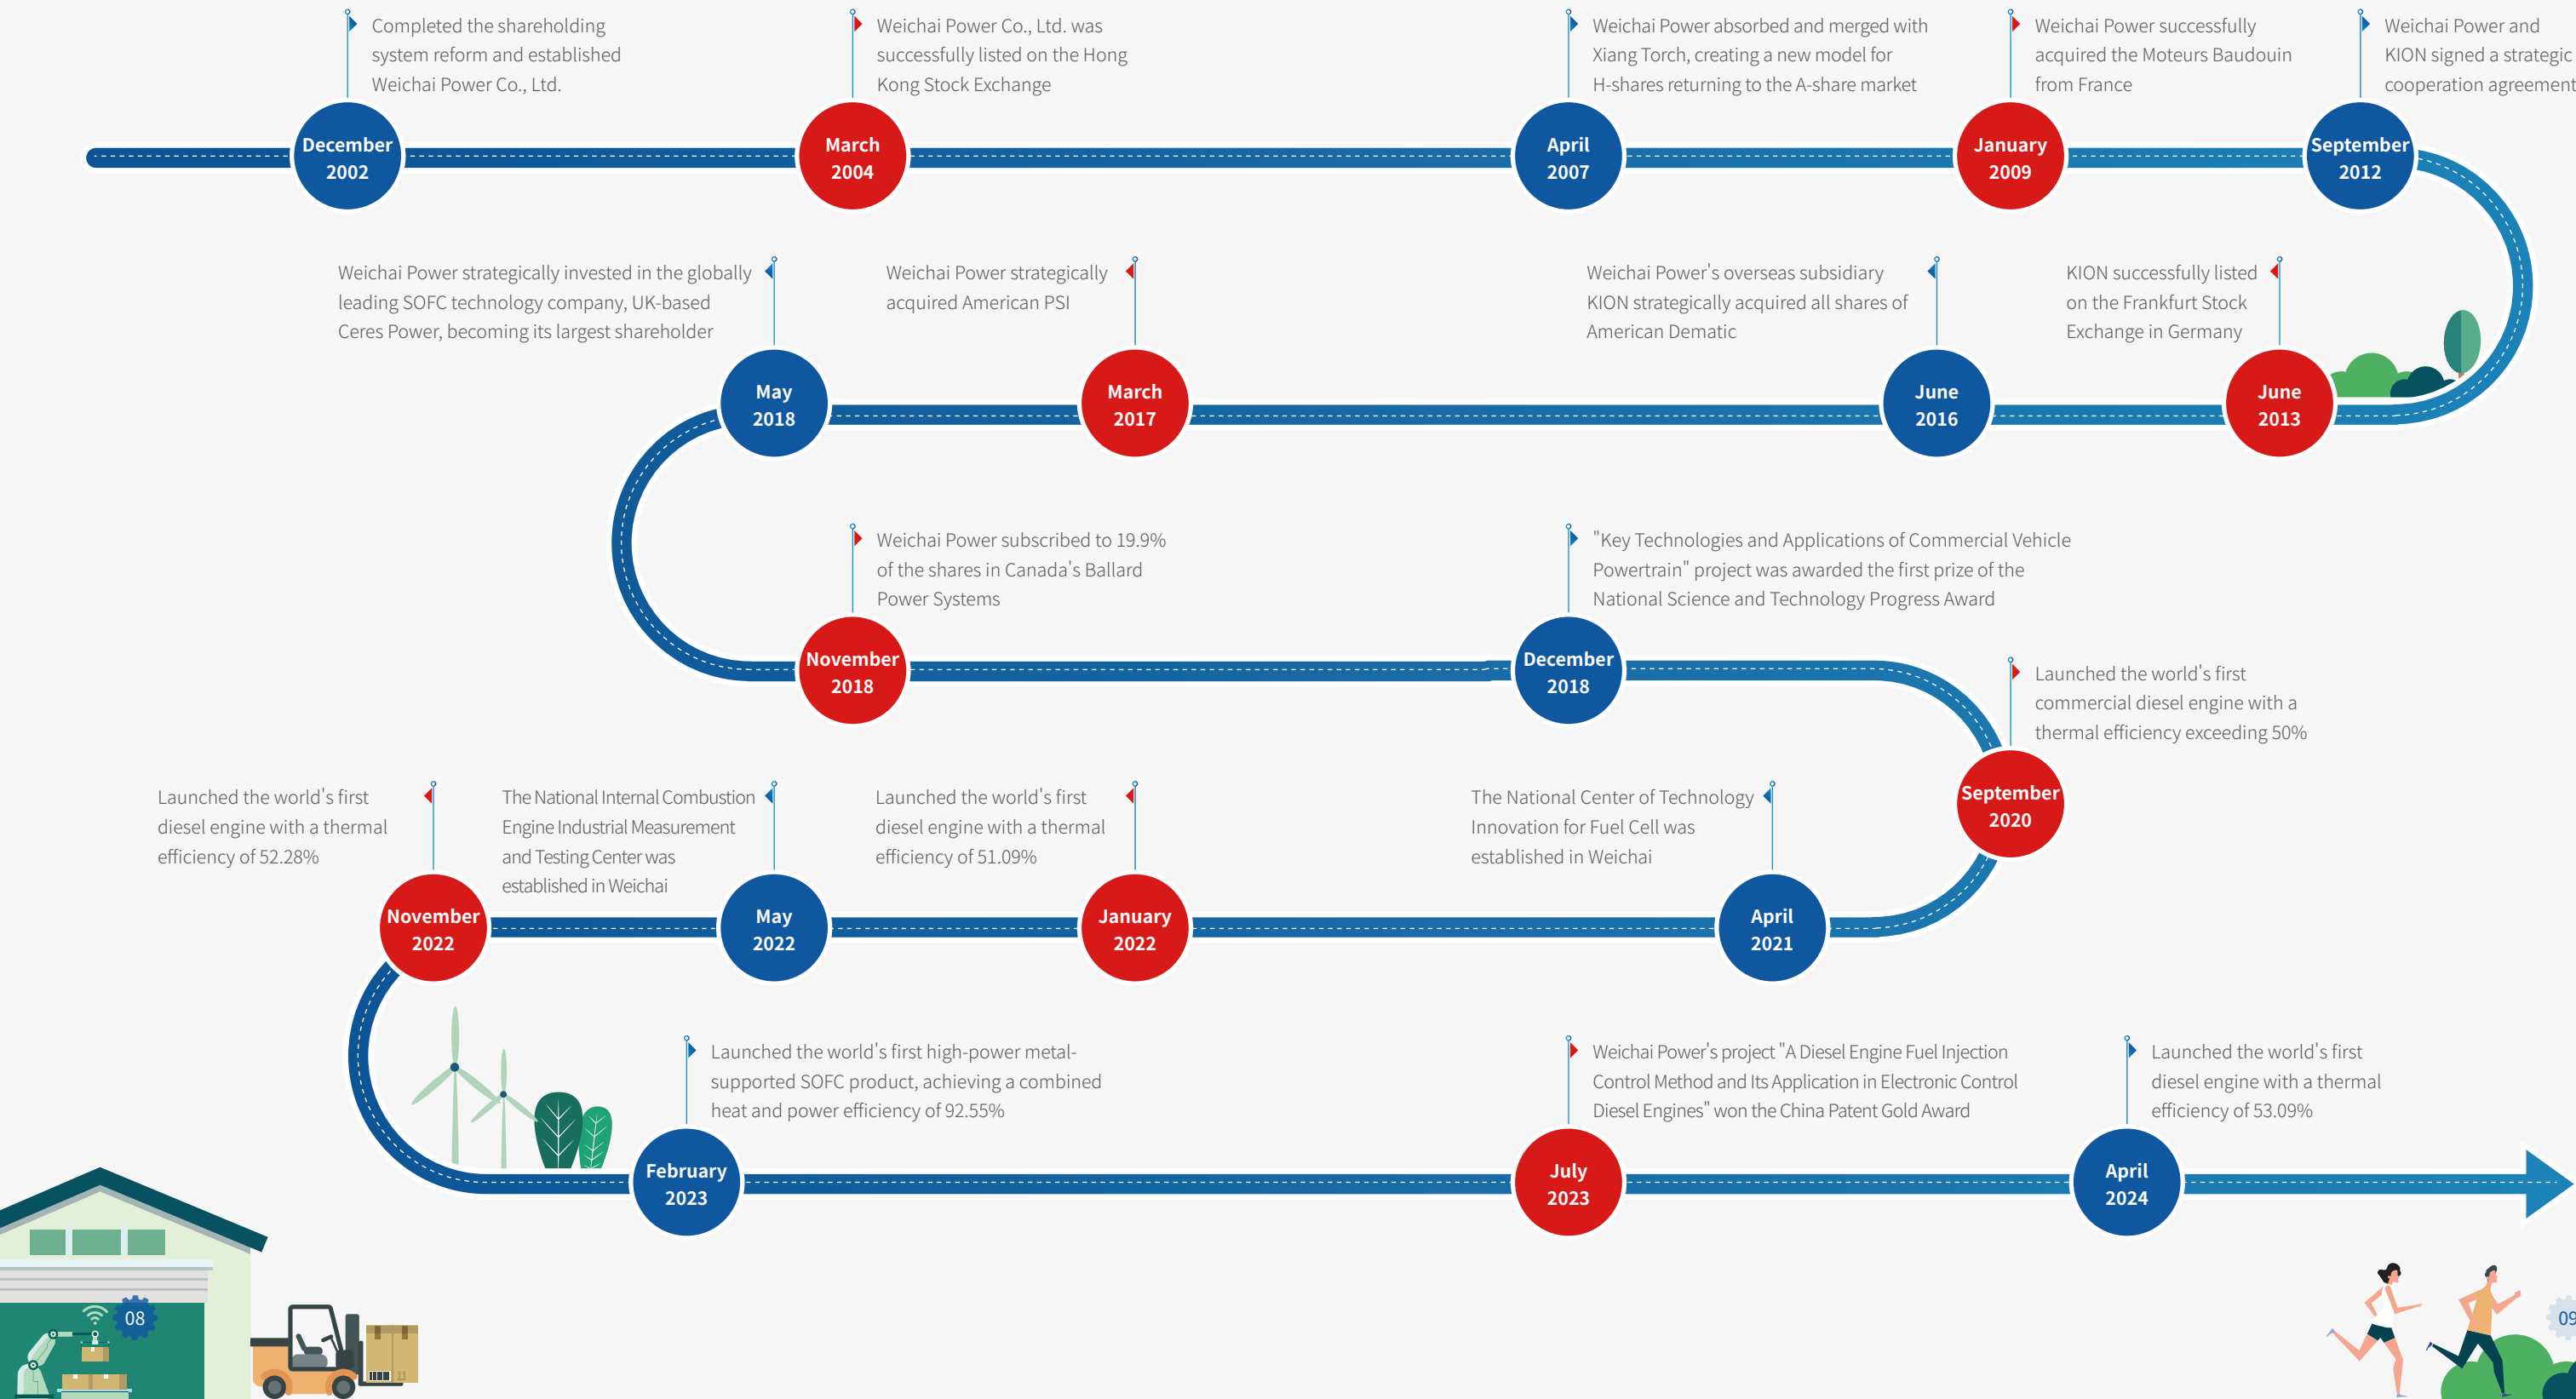 Completed the shareholding
system reform and established
Weichai Power Co., Ltd.
December
2002
Weichai Power Co., Ltd. was
successfully listed on the Hong
Kong Stock Exchange
March
2004
Weichai Power absorbed and merged with
Xiang Torch, creating a new model for
H-shares returning to the A-share market
April
2007
Weichai Power successfully
acquired the Moteurs Baudouin
from France
January
2009
Weichai Power and
KION signed a strategic
cooperation agreement
September
2012
KION successfully listed
on the Frankfurt Stock
Exchange in Germany
June
2013
Weichai Power's overseas subsidiary
KION strategically acquired all shares of
American Dematic
June
2016
Weichai Power strategically
acquired American PSI
March
2017
Weichai Power strategically invested in the globally
leading SOFC technology company, UK-based
Ceres Power, becoming its largest shareholder
May
2018
Weichai Power subscribed to 19.9%
of the shares in Canada's Ballard
Power Systems
November
2018
"Key Technologies and Applications of Commercial Vehicle
Powertrain" project was awarded the first prize of the
National Science and Technology Progress Award
December
2018
Launched the world's first
commercial diesel engine with a
thermal efficiency exceeding 50%
September
2020
The National Center of Technology
Innovation for Fuel Cell was
established in Weichai
April
2021
Launched the world's first
diesel engine with a thermal
efficiency of 51.09%
January
2022
The National Internal Combustion
Engine Industrial Measurement
and Testing Center was
established in Weichai
May
2022
Launched the world's first
diesel engine with a thermal
efficiency of 52.28%
November
2022
Launched the world's first high-power metal-
supported SOFC product, achieving a combined
heat and power efficiency of 92.55%
February
2023
Weichai Power's project "A Diesel Engine Fuel Injection
Control Method and Its Application in Electronic Control
Diesel Engines" won the China Patent Gold Award
July
2023
Launched the world's first
diesel engine with a thermal
efficiency of 53.09%
April
2024
08
09